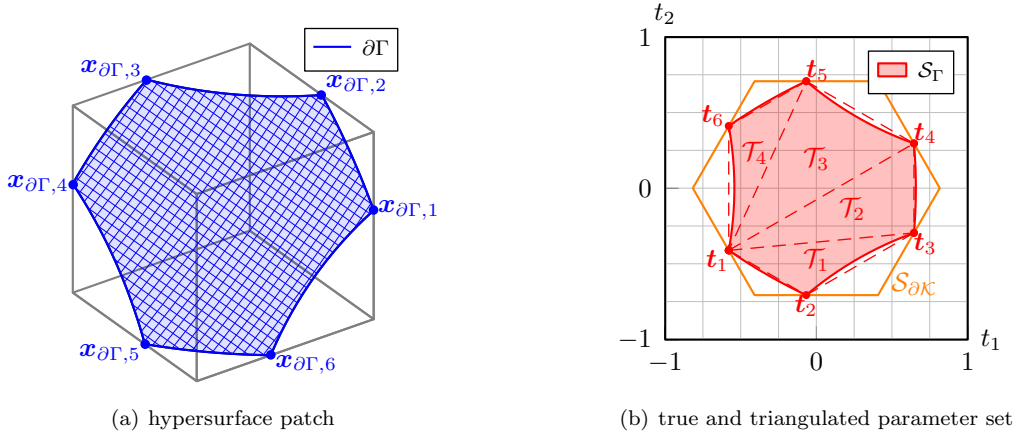 ∂Γ
x∂Γ,3
x∂Γ,2
x∂Γ,4
x∂Γ,1
x∂Γ,5
x∂Γ,6
(a) hypersurface patch
t₂
1
𝒮Γ
t₅
t₆
t₄
𝒯₄
𝒯₃
0
𝒯₂
t₁
t₃
𝒯₁
𝒮∂𝒦
t₂
−1
−1
0
1
t₁
(b) true and triangulated parameter set